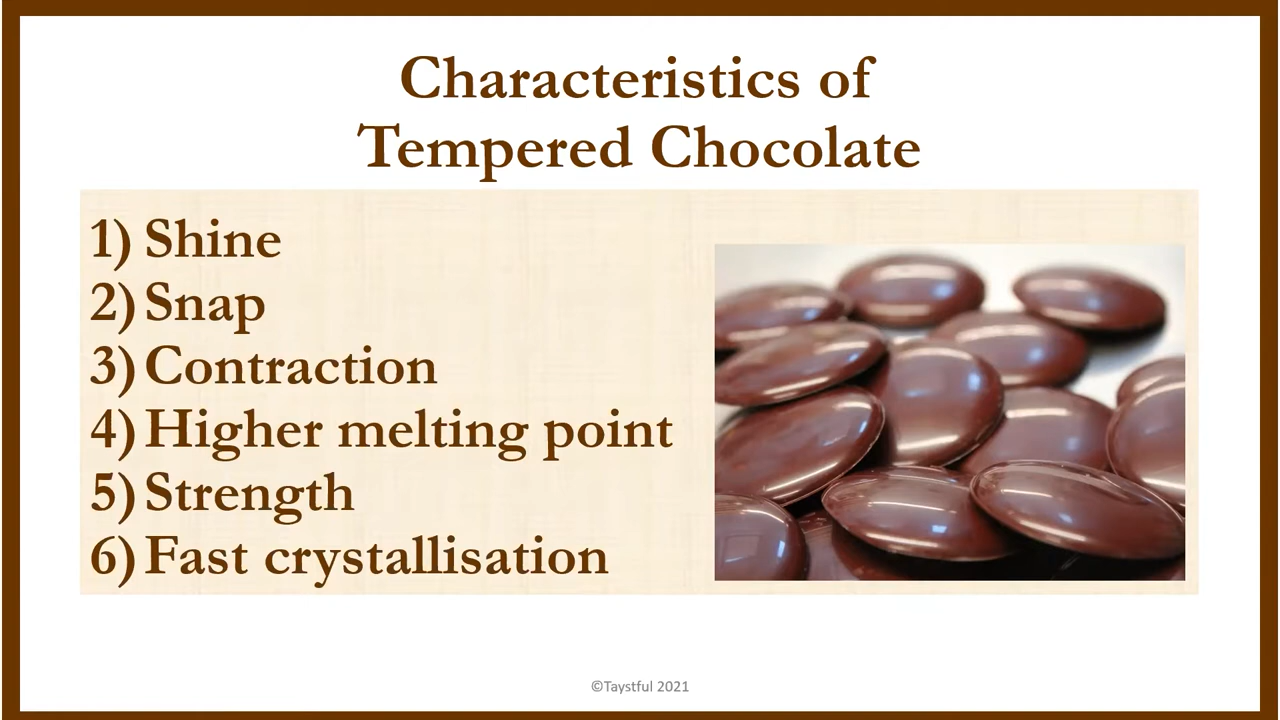 Characteristics of
Tempered Chocolate
1) Shine
2) Snap
3) Contraction
4) Higher melting point
5) Strength
6) Fast crystallisation
©Taystful 2021